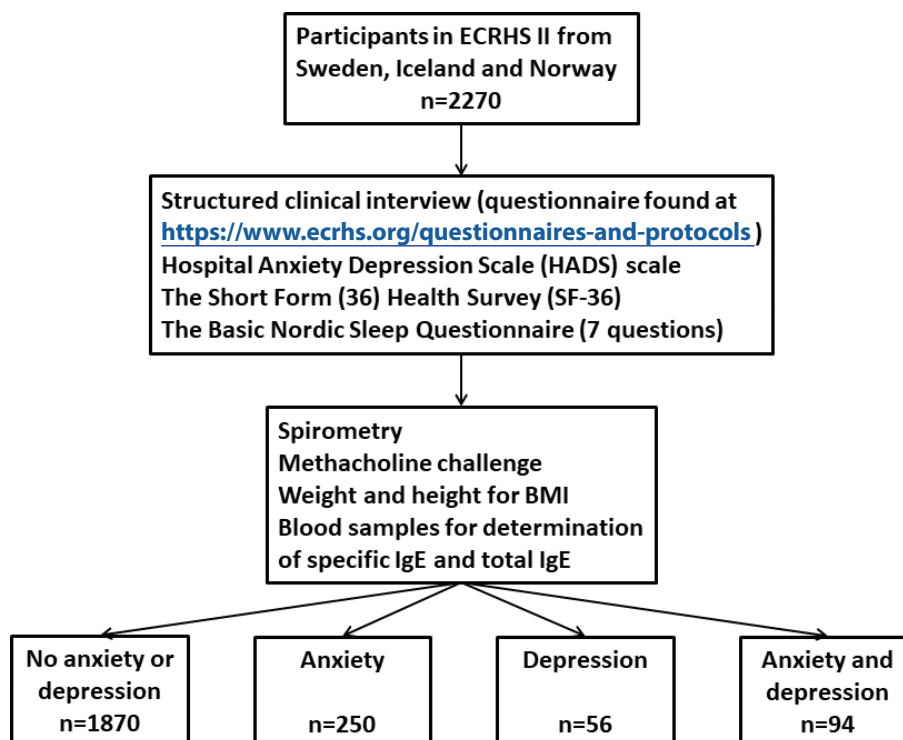 Participants in ECRHS II from
Sweden, Iceland and Norway
n=2270
Structured clinical interview (questionnaire found at
https://www.ecrhs.org/questionnaires-and-protocols)
Hospital Anxiety Depression Scale (HADS) scale
The Short Form (36) Health Survey (SF-36)
The Basic Nordic Sleep Questionnaire (7 questions)
Spirometry
Methacholine challenge
Weight and height for BMI
Blood samples for determination
of specific IgE and total IgE
No anxiety or
depression
n=1870
Anxiety
n=250
Depression
n=56
Anxiety and
depression
n=94